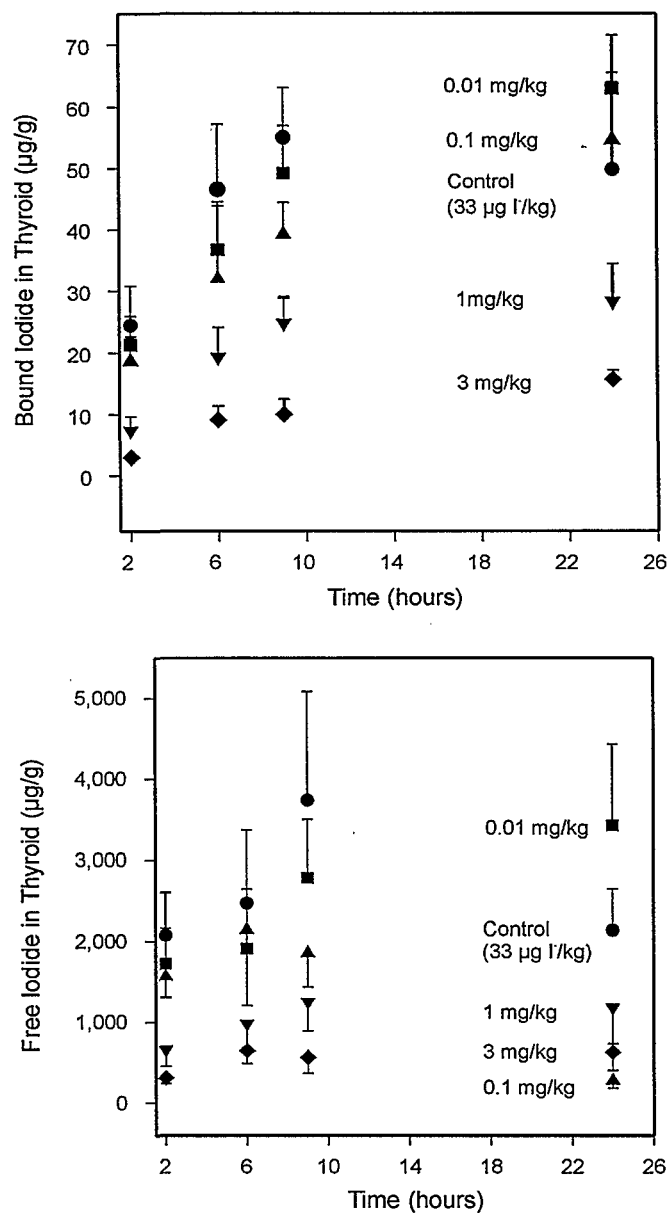 Bound Iodide in Thyroid (µg/g)
70
60
50
40
30
20
10
0
0.01 mg/kg
0.1 mg/kg
Control
(33 µg I⁻/kg)
1mg/kg
3 mg/kg
2 6 10 14 18 22 26
Time (hours)
Free Iodide in Thyroid (µg/g)
5,000
4,000
3,000
2,000
1,000
0
0.01 mg/kg
Control
(33 µg I⁻/kg)
1 mg/kg
3 mg/kg
0.1 mg/kg
2 6 10 14 18 22 26
Time (hours)